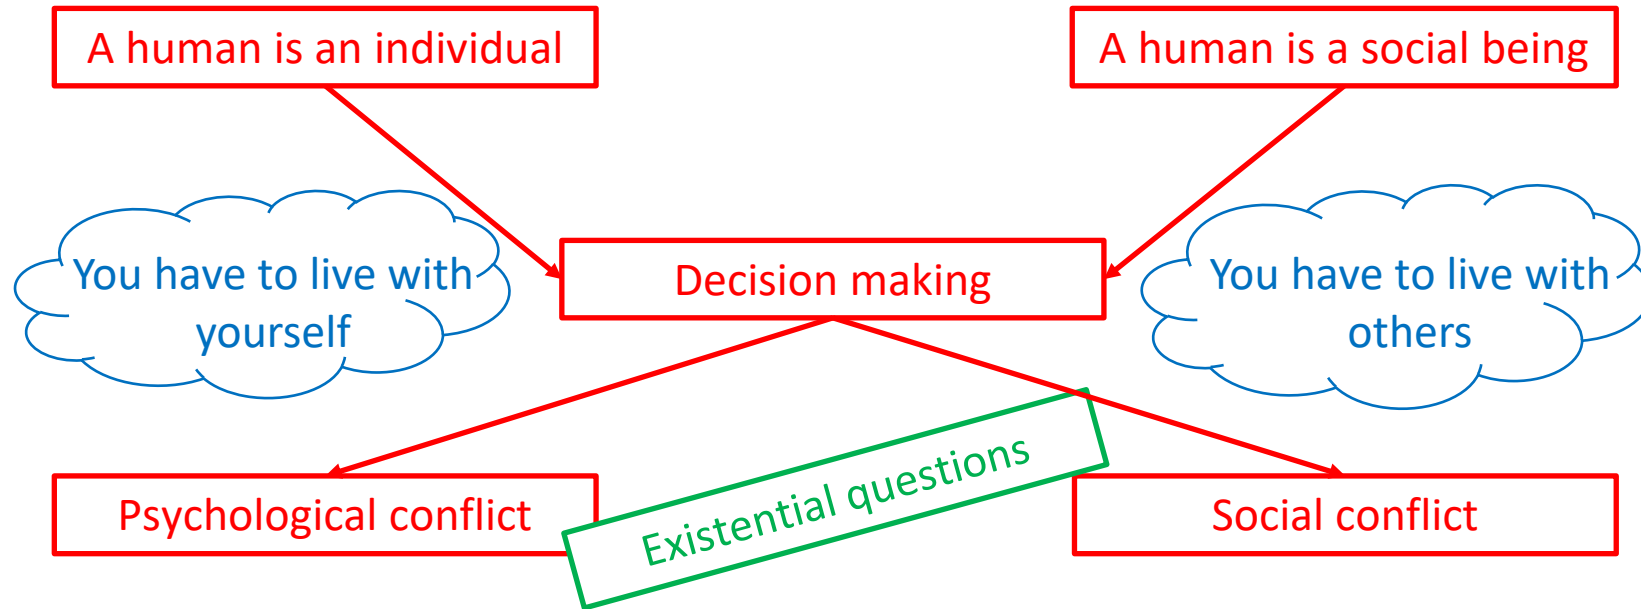 A human is an individual
A human is a social being
You have to live with
yourself
Decision making
You have to live with
others
Psychological conflict
Existential questions
Social conflict